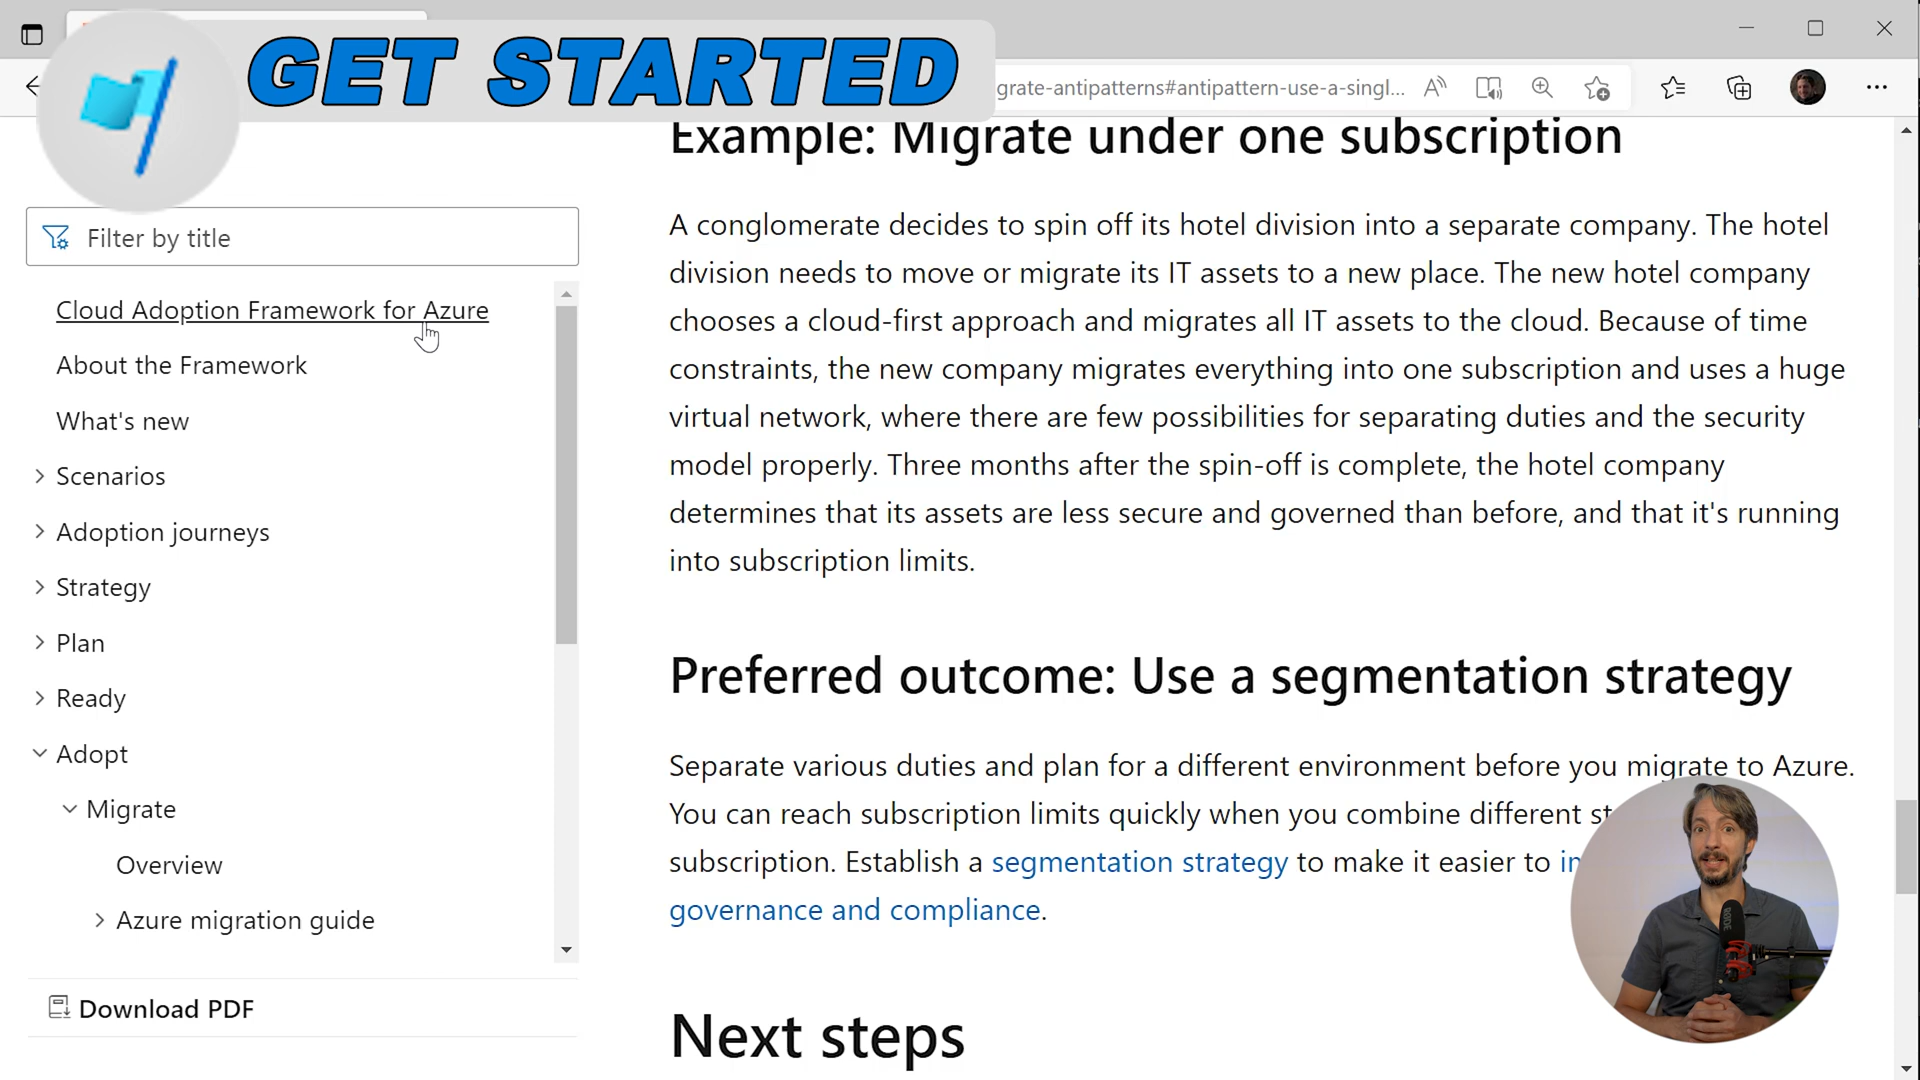 GET STARTED
grate-antipatterns#antipattern-use-a-singl...
Filter by title
Cloud Adoption Framework for Azure
About the Framework
What's new
Scenarios
Adoption journeys
Strategy
Plan
Ready
Adopt
Migrate
Overview
Azure migration guide
Download PDF
Example: Migrate under one subscription
A conglomerate decides to spin off its hotel division into a separate company. The hotel
division needs to move or migrate its IT assets to a new place. The new hotel company
chooses a cloud-first approach and migrates all IT assets to the cloud. Because of time
constraints, the new company migrates everything into one subscription and uses a huge
virtual network, where there are few possibilities for separating duties and the security
model properly. Three months after the spin-off is complete, the hotel company
determines that its assets are less secure and governed than before, and that it's running
into subscription limits.
Preferred outcome: Use a segmentation strategy
Separate various duties and plan for a different environment before you migrate to Azure.
You can reach subscription limits quickly when you combine different
subscription. Establish a segmentation strategy to make it easier to
governance and compliance.
Next steps
RØDE